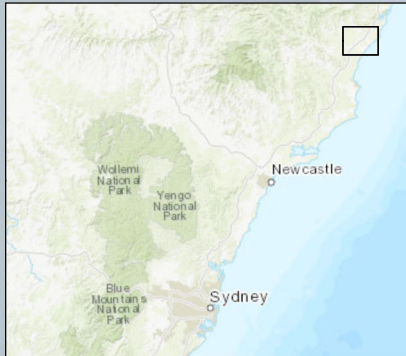 Newcastle
Wollemi
National
Park
Yengo
National
Park
Blue
Mountains
National
Park
Sydney